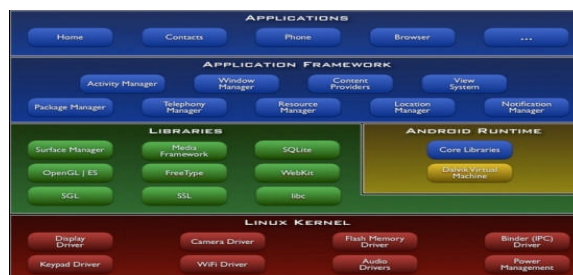 APPLICATIONS
Home
Contacts
Phone
Browser
...
APPLICATION FRAMEWORK
Activity Manager
Window
Manager
Content
Providers
View
System
Package Manager
Telephony
Manager
Resource
Manager
Location
Manager
Notification
Manager
LIBRARIES
Surface Manager
Media
Framework
SQLite
OpenGL | ES
FreeType
WebKit
SGL
SSL
libc
ANDROID RUNTIME
Core Libraries
Dalvik Virtual
Machine
LINUX KERNEL
Display
Driver
Camera Driver
Flash Memory
Driver
Binder (IPC)
Driver
Keypad Driver
WiFi Driver
Audio
Drivers
Power
Management